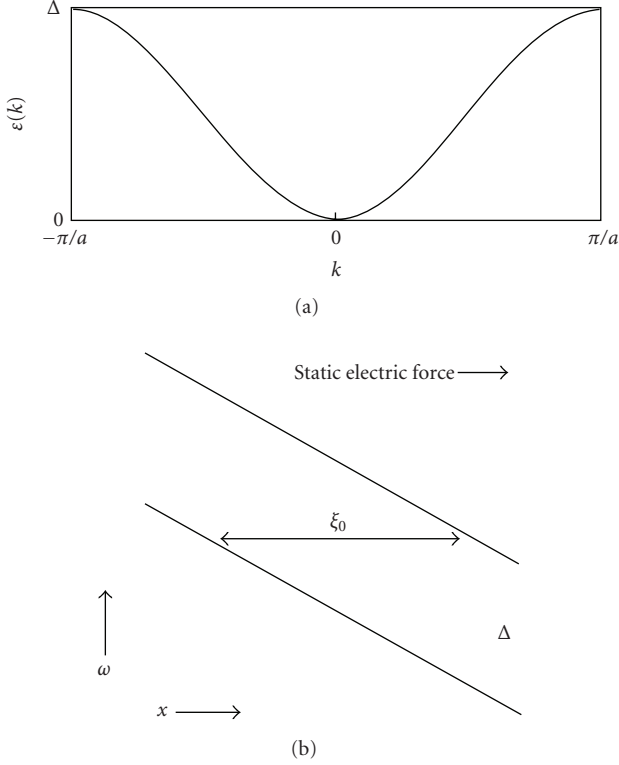 Δ
ε(k)
0
−π/a 0 π/a
k
(a)
Static electric force
ξ₀
Δ
ω
x
(b)